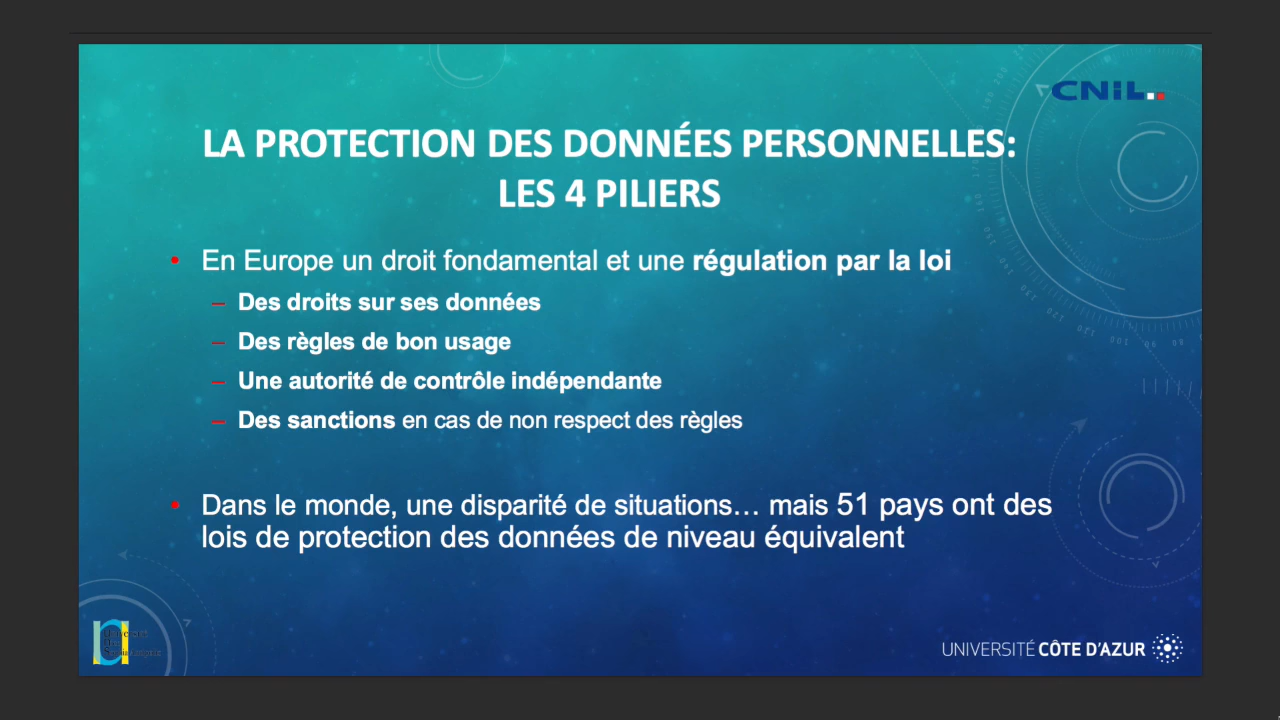 CNIL
LA PROTECTION DES DONNÉES PERSONNELLES:
LES 4 PILIERS
• En Europe un droit fondamental et une régulation par la loi
– Des droits sur ses données
– Des règles de bon usage
– Une autorité de contrôle indépendante
– Des sanctions en cas de non respect des règles
• Dans le monde, une disparité de situations… mais 51 pays ont des
lois de protection des données de niveau équivalent
UNIVERSITÉ CÔTE D'AZUR